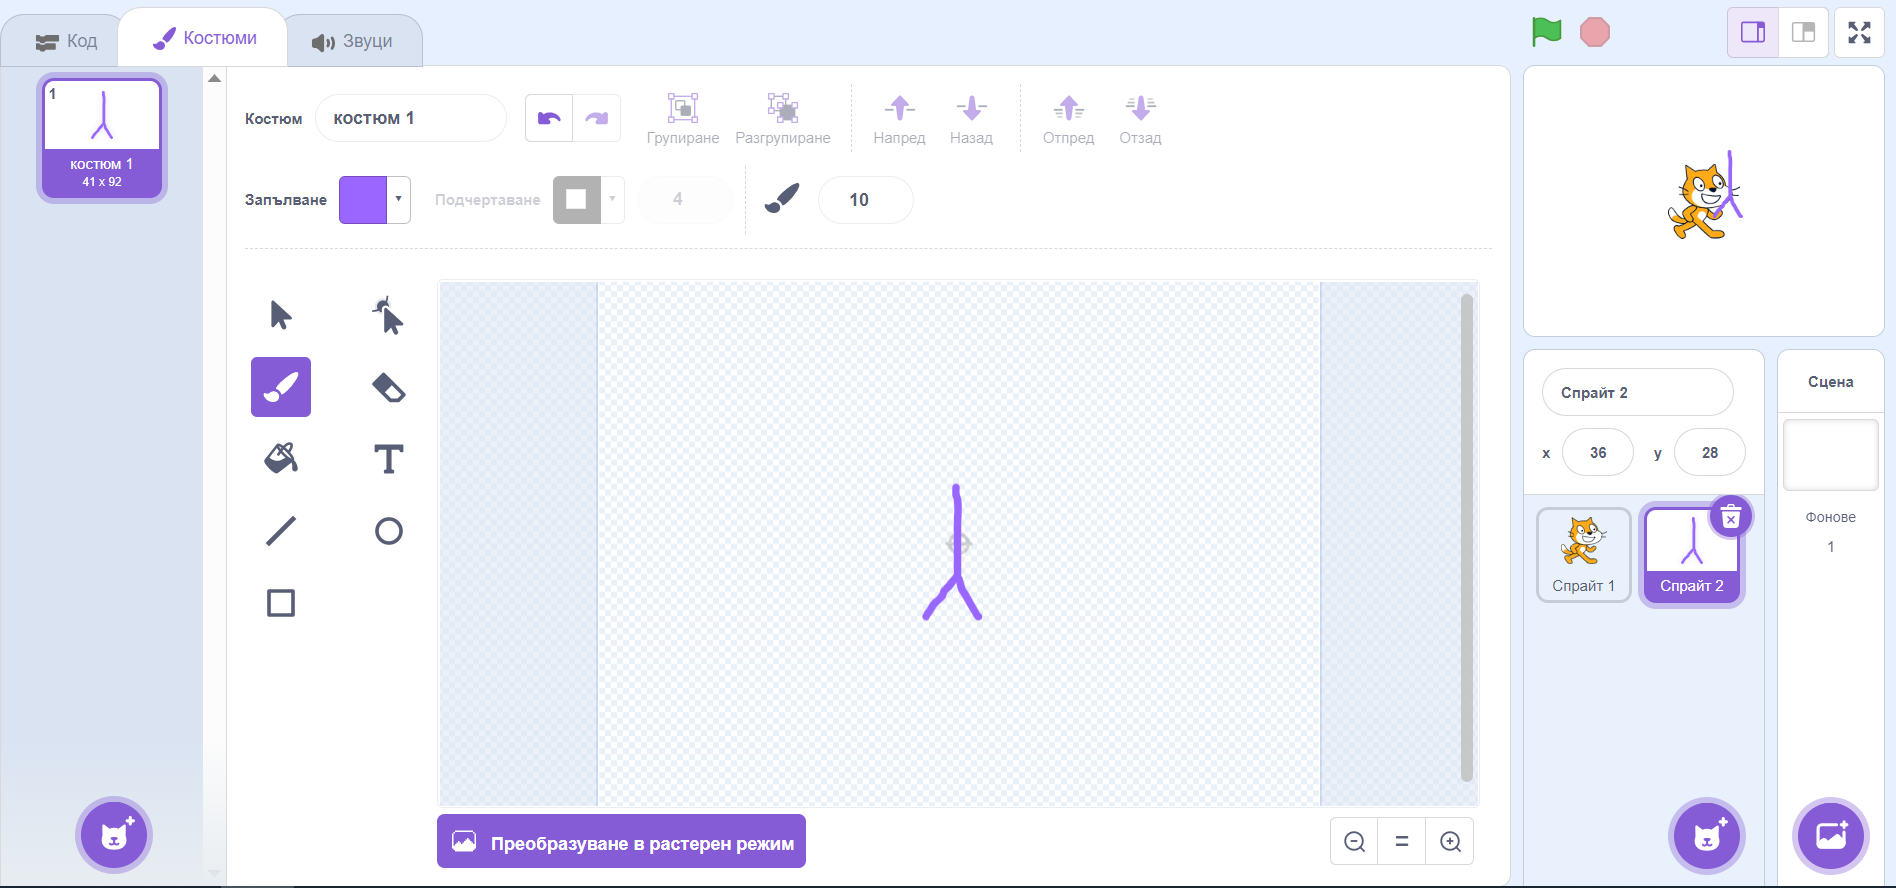 Код
Костюми
Звуци
1
костюм 1
41 x 92
Костюм
костюм 1
Групиране
Разгрупиране
Напред
Назад
Отпред
Отзад
Запълване
Подчертаване
4
10
Преобразуване в растерен режим
Спрайт 2
x
36
y
28
Спрайт 1
Спрайт 2
Сцена
Фонове
1